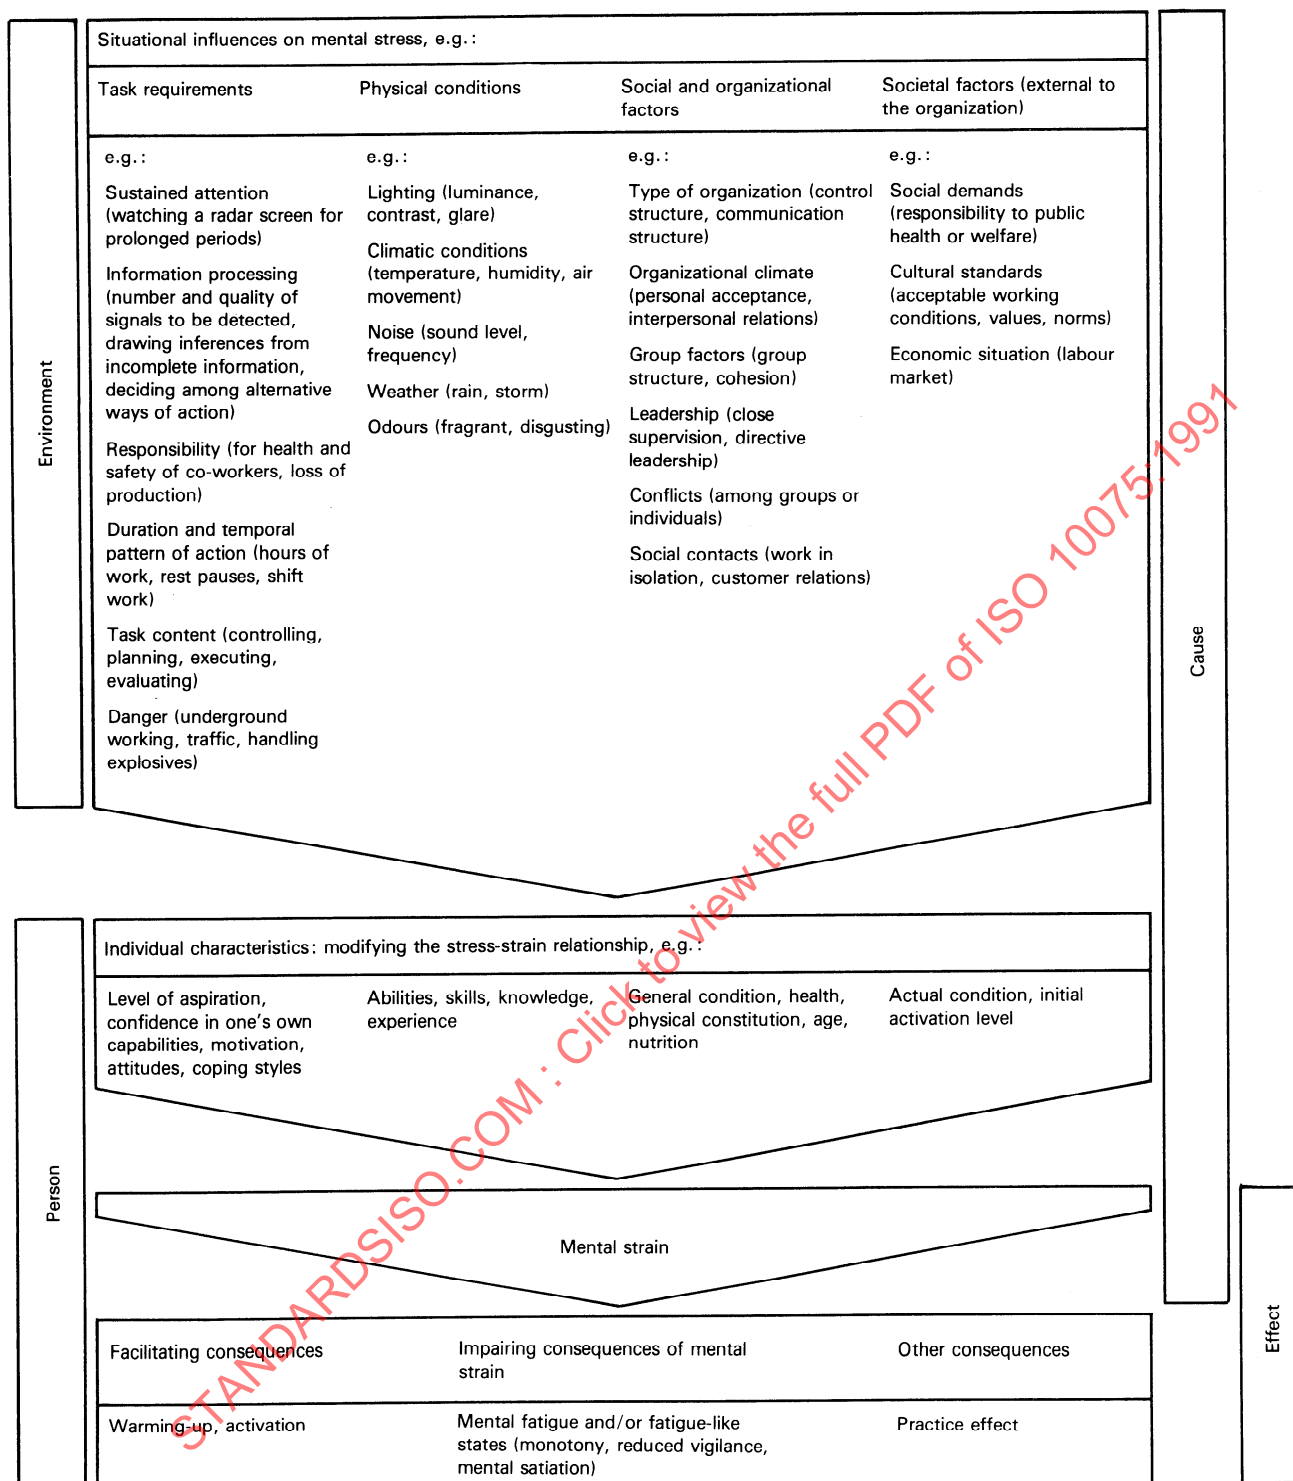 Situational influences on mental stress, e.g.:
Task requirements
Physical conditions
Social and organizational
factors
Societal factors (external to
the organization)
e.g.:
Sustained attention
(watching a radar screen for
prolonged periods)
Information processing
(number and quality of
signals to be detected,
drawing inferences from
incomplete information,
deciding among alternative
ways of action)
Responsibility (for health and
safety of co-workers, loss of
production)
Duration and temporal
pattern of action (hours of
work, rest pauses, shift
work)
Task content (controlling,
planning, executing,
evaluating)
Danger (underground
working, traffic, handling
explosives)
e.g.:
Lighting (luminance,
contrast, glare)
Climatic conditions
(temperature, humidity, air
movement)
Noise (sound level,
frequency)
Weather (rain, storm)
Odours (fragrant, disgusting)
e.g.:
Type of organization (control
structure, communication
structure)
Organizational climate
(personal acceptance,
interpersonal relations)
Group factors (group
structure, cohesion)
Leadership (close
supervision, directive
leadership)
Conflicts (among groups or
individuals)
Social contacts (work in
isolation, customer relations)
e.g.:
Social demands
(responsibility to public
health or welfare)
Cultural standards
(acceptable working
conditions, values, norms)
Economic situation (labour
market)
Environment
Cause
Individual characteristics: modifying the stress-strain relationship, e.g.:
Level of aspiration,
confidence in one's own
capabilities, motivation,
attitudes, coping styles
Abilities, skills, knowledge,
experience
General condition, health,
physical constitution, age,
nutrition
Actual condition, initial
activation level
Person
Mental strain
Effect
Facilitating consequences
Impairing consequences of mental
strain
Other consequences
Warming-up, activation
Mental fatigue and/or fatigue-like
states (monotony, reduced vigilance,
mental satiation)
Practice effect
STANDARDSISO.COM : Click to view the full PDF of ISO 10075:1991